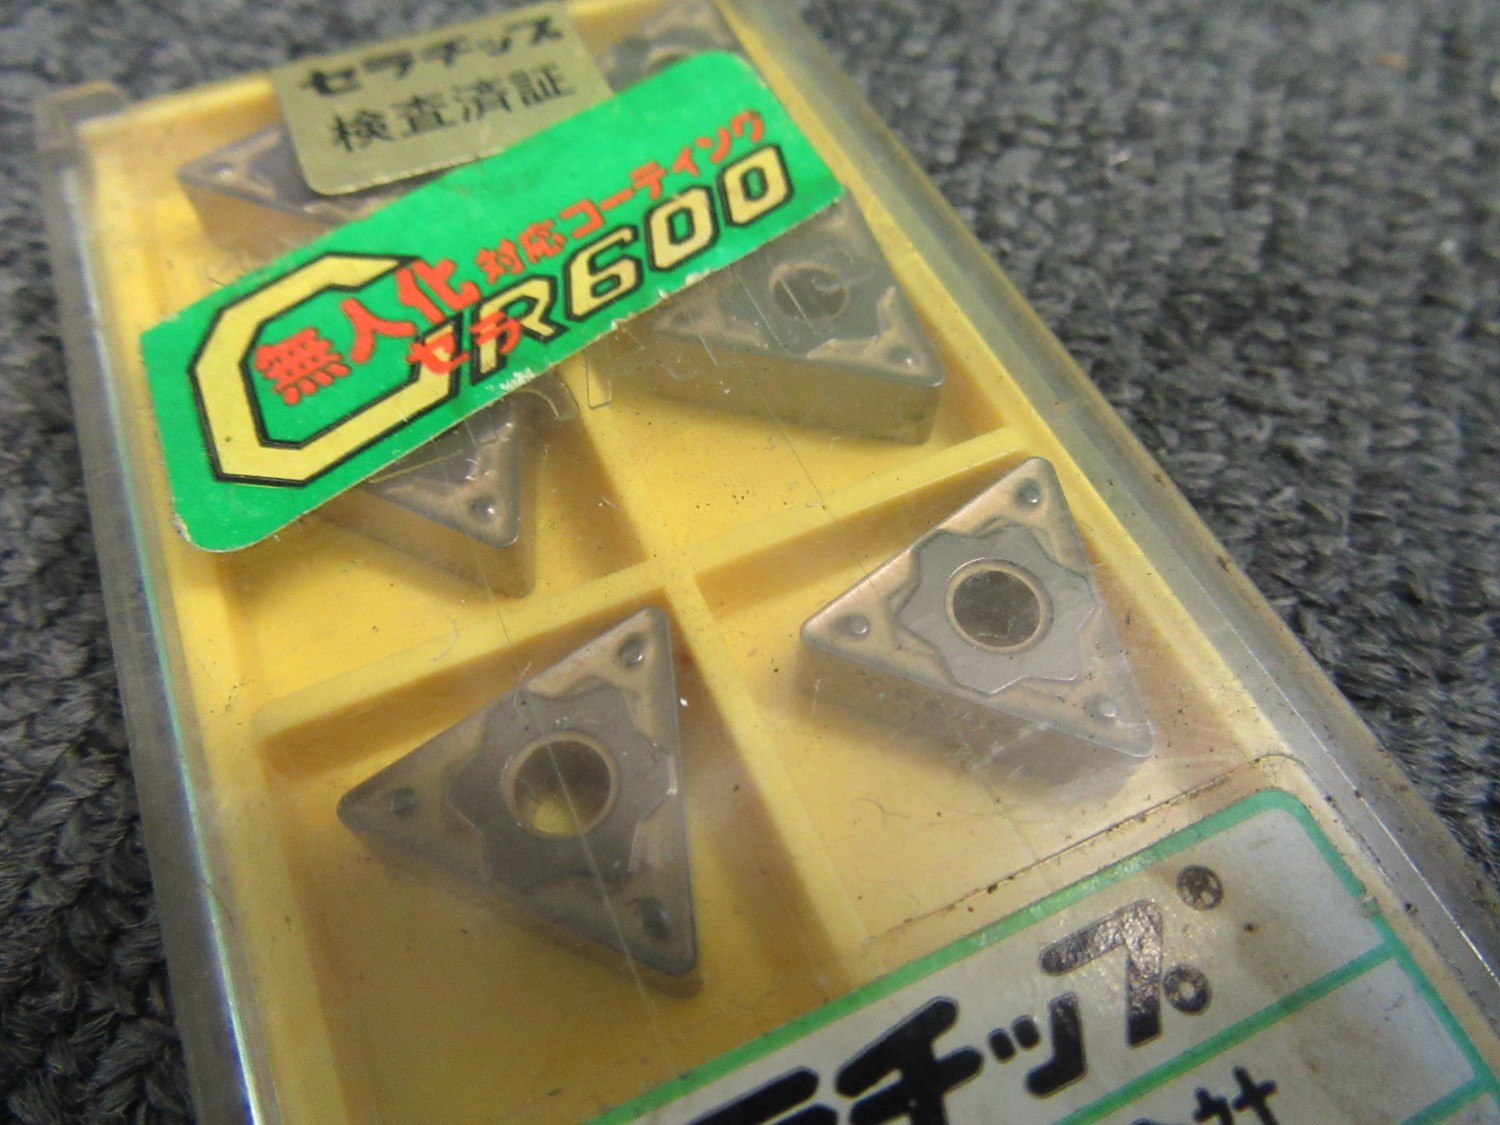 セラチップ
検査済証
無人化対応コーティング
セラ
CR600
ラチップ